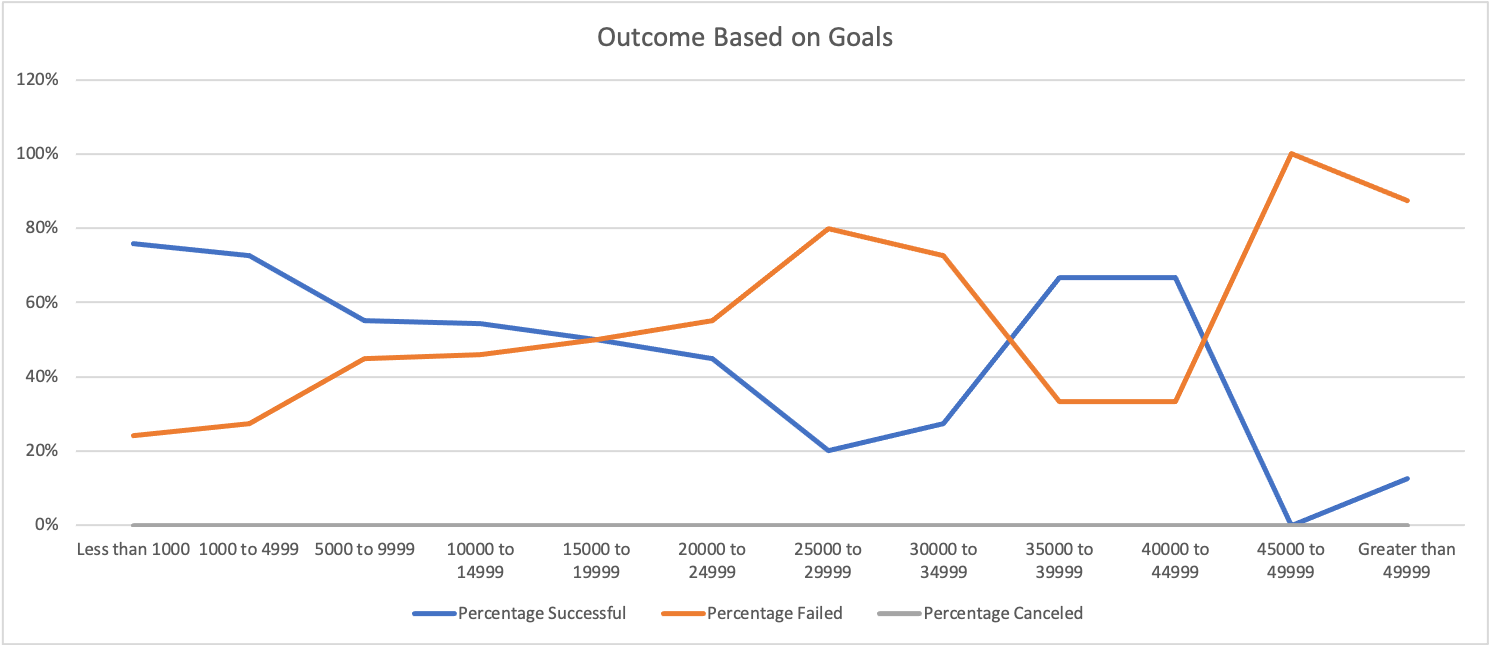 Outcome Based on Goals
120%
100%
80%
60%
40%
20%
0%
Less than 1000
1000 to 4999
5000 to 9999
10000 to
14999
15000 to
19999
20000 to
24999
25000 to
29999
30000 to
34999
35000 to
39999
40000 to
44999
45000 to
49999
Greater than
49999
Percentage Successful
Percentage Failed
Percentage Canceled